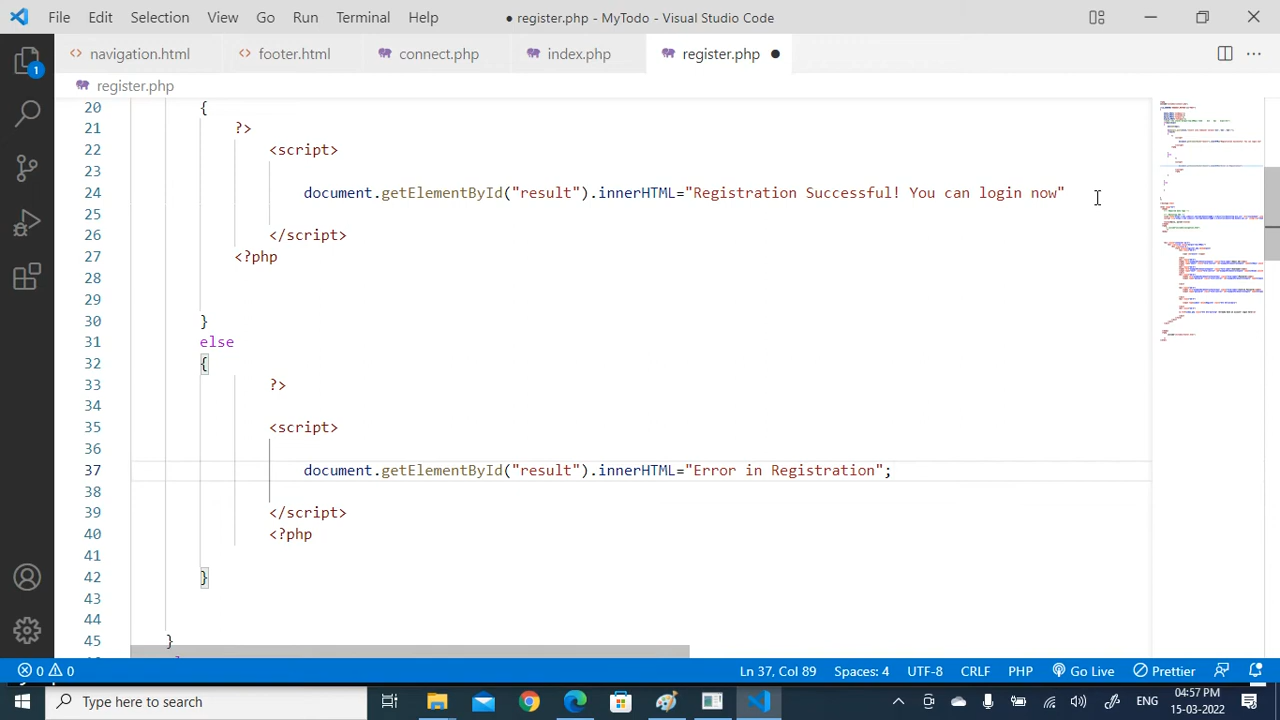 File Edit Selection View Go Run Terminal Help ● register.php - MyTodo - Visual Studio Code
navigation.html footer.html connect.php index.php register.php ●
register.php
1
20 {
21 ?>
22 <script>
23
24 document.getElementById("result").innerHTML="Registration Successful! You can login now"
25
26
27 <?php
28
29
30 }
31 else
32 {
33 ?>
34
35 <script>
36
37 document.getElementById("result").innerHTML="Error in Registration";
38
39 </script>
40 <?php
41
42 }
43
44
45 }
0 0 Ln 37, Col 89 Spaces: 4 UTF-8 CRLF PHP Go Live Prettier
Type here to search
ENG
04:57 PM
15-03-2022